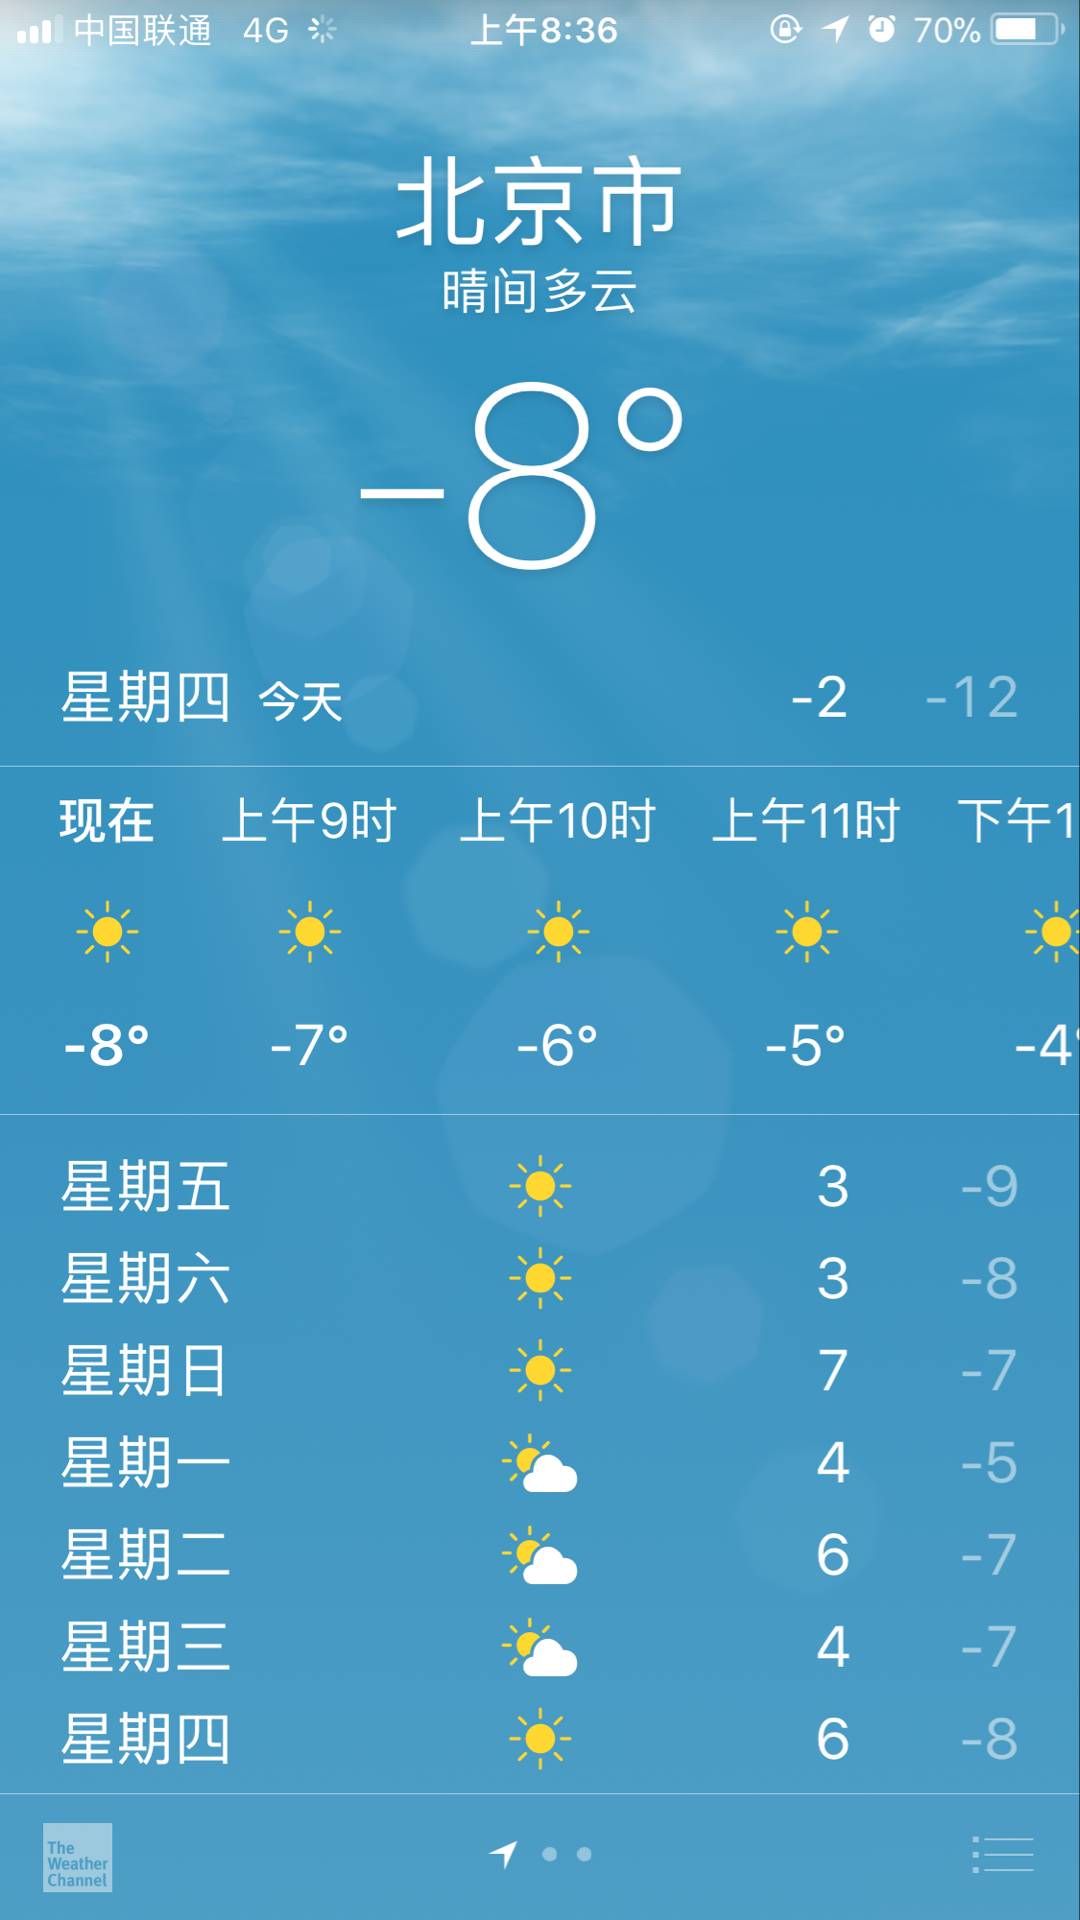 中国联通 4G 上午8:36 70%
北京市
晴间多云
-8°
星期四 今天 -2 -12
现在 上午9时 上午10时 上午11时 下午1
-8° -7° -6° -5° -4°
星期五 3 -9
星期六 3 -8
星期日 7 -7
星期一 4 -5
星期二 6 -7
星期三 4 -7
星期四 6 -8
The
Weather
Channel